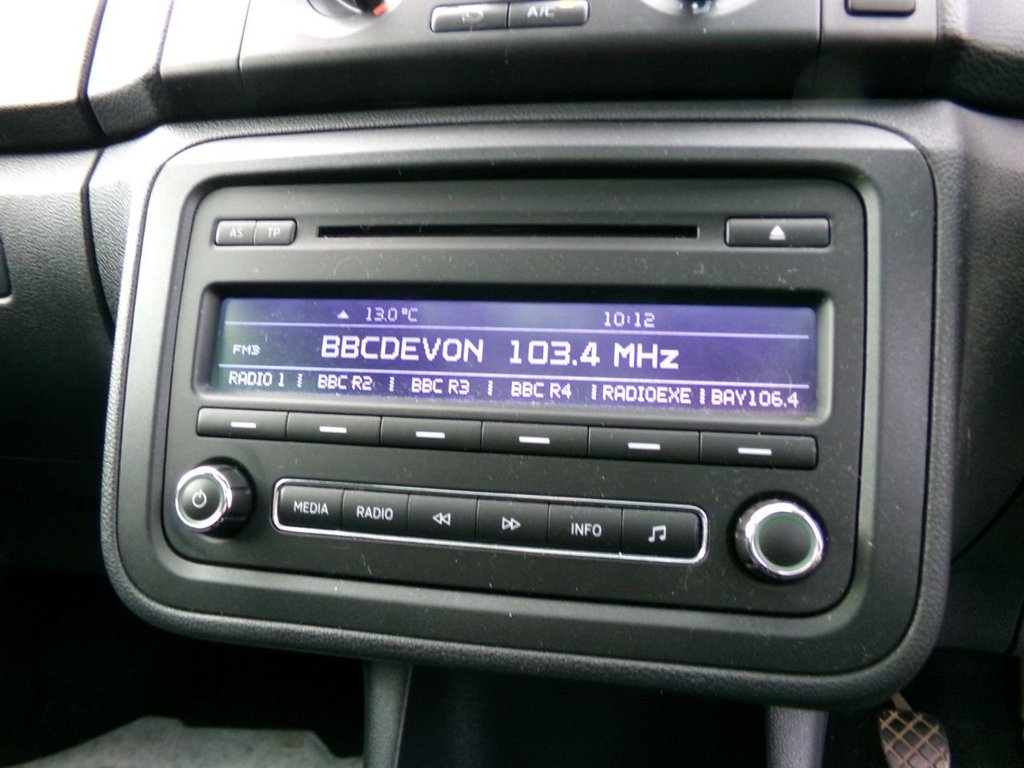 A/C
AS TP
13.0°C 10:12
FM3 BBCDEVON 103.4 MHz
RADIO 1 BBC R2 BBC R3 BBC R4 RADIOEXE BAY106.4
MEDIA RADIO INFO